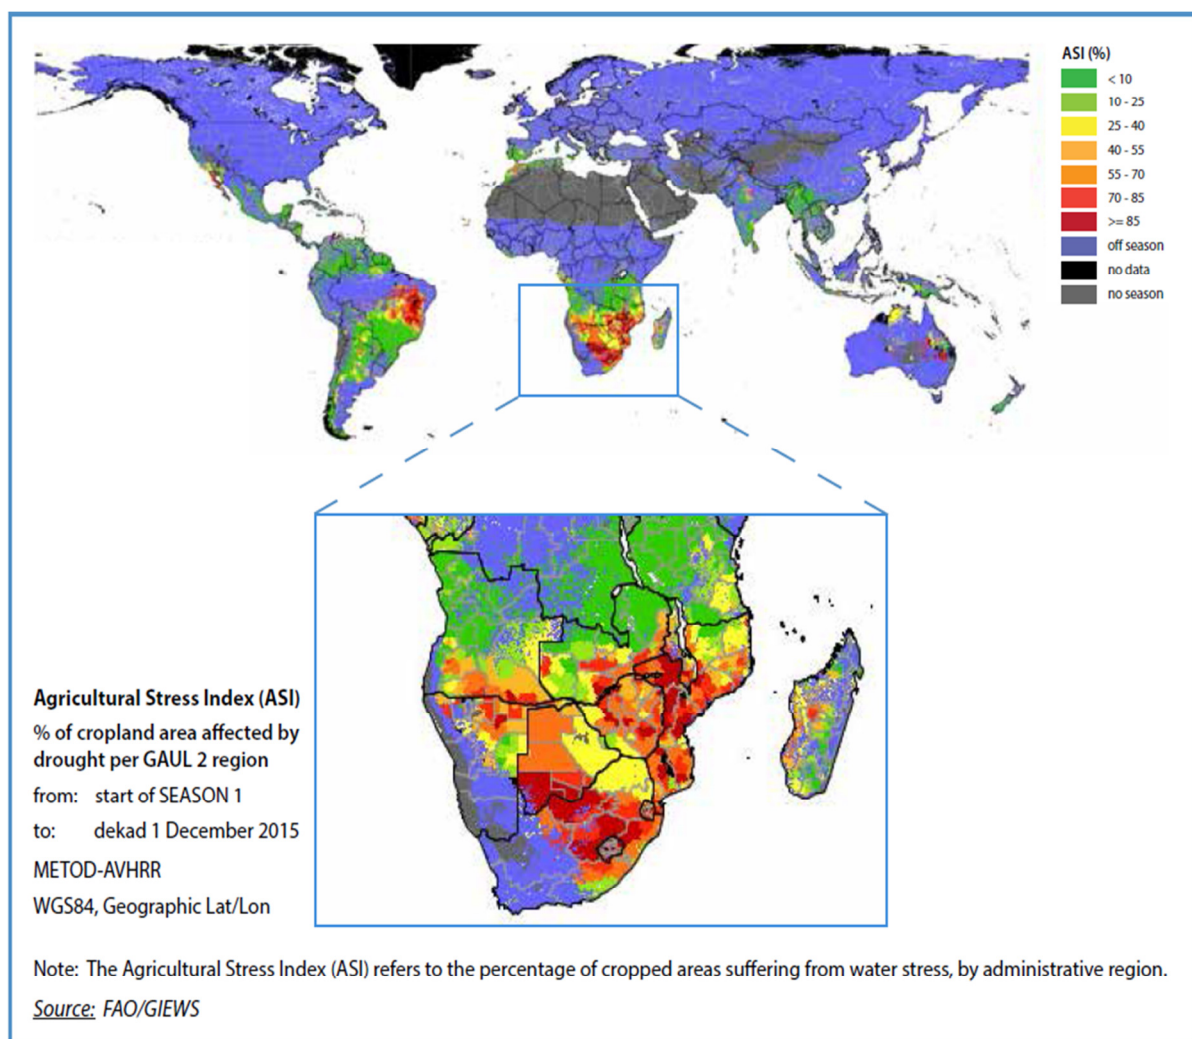 ASI (%)
< 10
10 - 25
25 - 40
40 - 55
55 - 70
70 - 85
>= 85
off season
no data
no season
Agricultural Stress Index (ASI)
% of cropland area affected by
drought per GAUL 2 region
from: start of SEASON 1
to: dekad 1 December 2015
METOD-AVHRR
WGS84, Geographic Lat/Lon
Note: The Agricultural Stress Index (ASI) refers to the percentage of cropped areas suffering from water stress, by administrative region.
Source: FAO/GIEWS